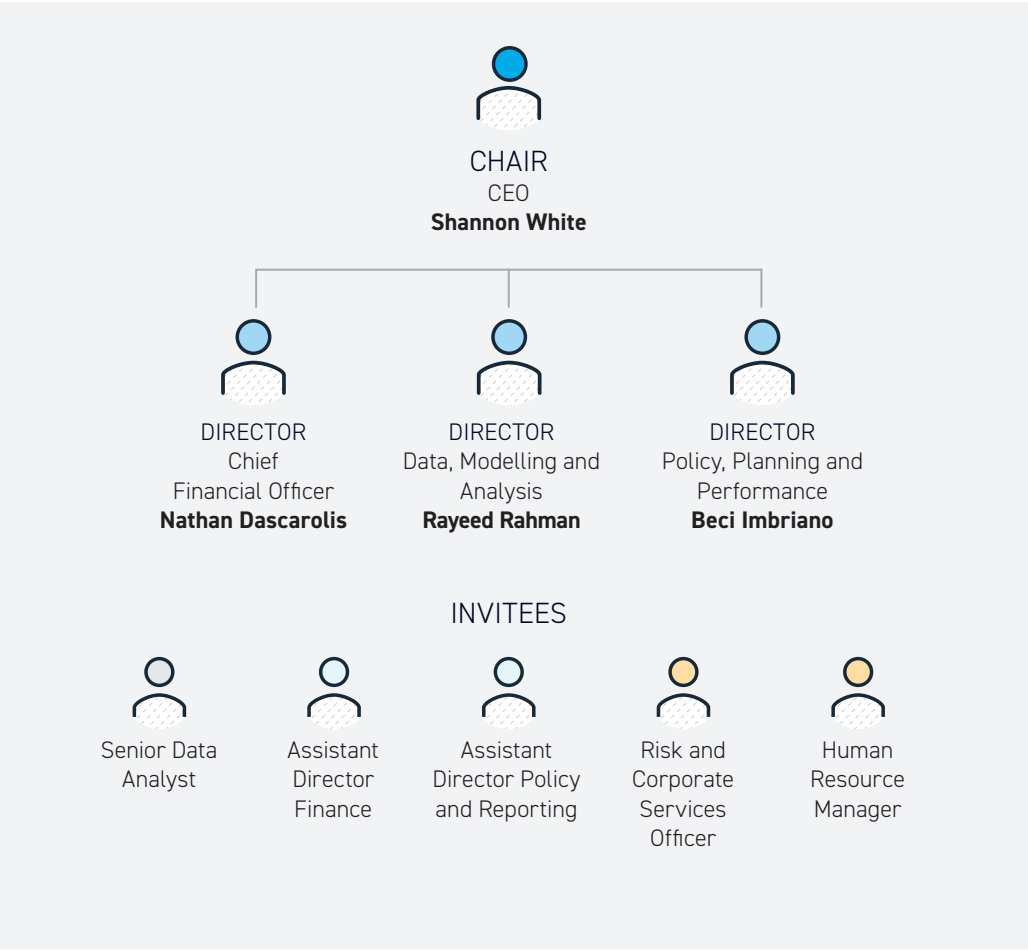 CHAIR
CEO
Shannon White
DIRECTOR
Chief
Financial Officer
Nathan Dascarolis
DIRECTOR
Data, Modelling and
Analysis
Rayeed Rahman
DIRECTOR
Policy, Planning and
Performance
Beci Imbriano
INVITEES
Senior Data
Analyst
Assistant
Director
Finance
Assistant
Director Policy
and Reporting
Risk and
Corporate
Services
Officer
Human
Resource
Manager